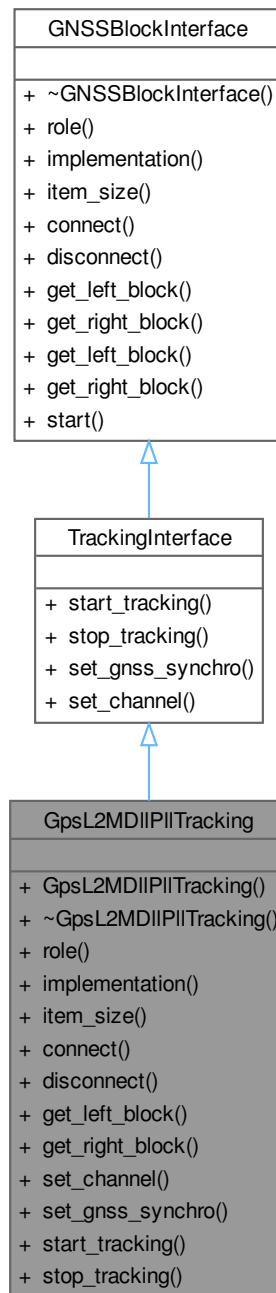 GNSSBlockInterface
+ ~GNSSBlockInterface()
+ role()
+ implementation()
+ item_size()
+ connect()
+ disconnect()
+ get_left_block()
+ get_right_block()
+ get_left_block()
+ get_right_block()
+ start()
TrackingInterface
+ start_tracking()
+ stop_tracking()
+ set_gnss_synchro()
+ set_channel()
GpsL2MDllPllTracking
+ GpsL2MDllPllTracking()
+ ~GpsL2MDllPllTracking()
+ role()
+ implementation()
+ item_size()
+ connect()
+ disconnect()
+ get_left_block()
+ get_right_block()
+ set_channel()
+ set_gnss_synchro()
+ start_tracking()
+ stop_tracking()